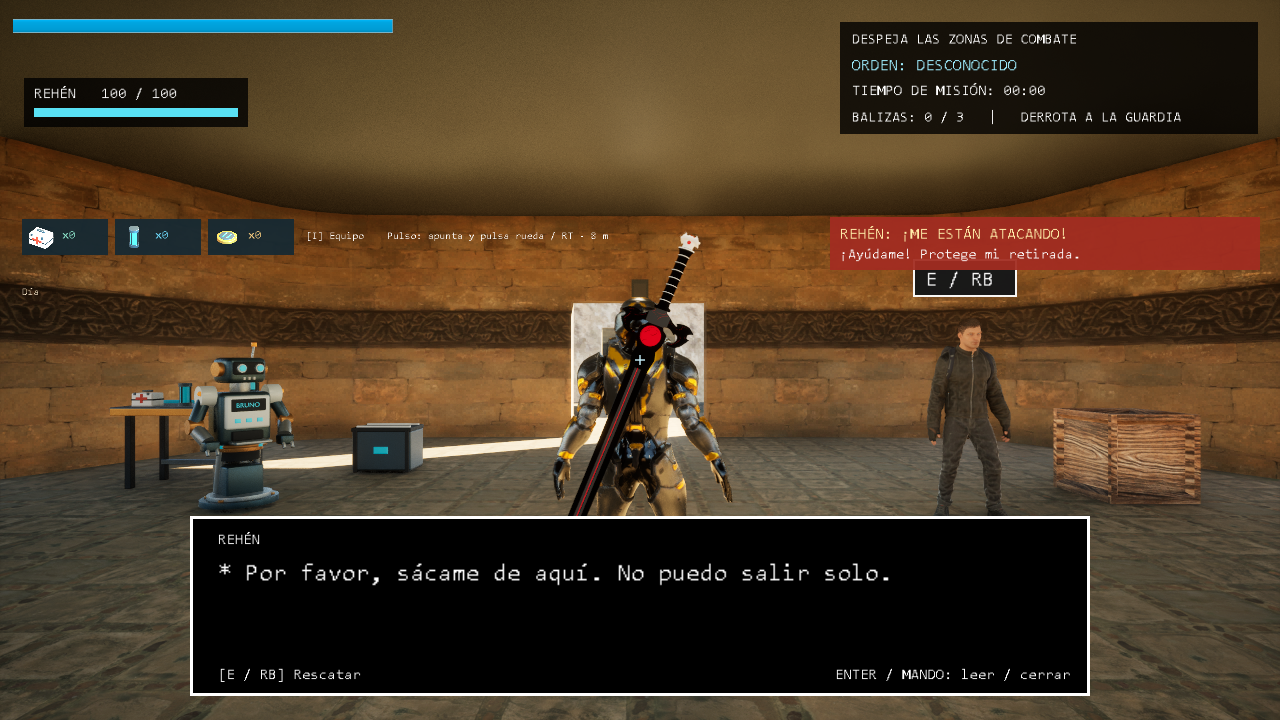 DESPEJA LAS ZONAS DE COMBATE
ORDEN: DESCONOCIDO
TIEMPO DE MISIÓN: 00:00
BALIZAS: 0 / 3 | DERROTA A LA GUARDIA
REHÉN 100 / 100
x0 x0 x0 [I] Equipo Pulso: apunta y pulsa rueda / RT - 8 m
REHÉN: ¡ME ESTÁN ATACANDO!
¡Ayúdame! Protege mi retirada.
E / RB
Día
BRUNO
REHÉN
* Por favor, sácame de aquí. No puedo salir solo.
[E / RB] Rescatar
ENTER / MANDO: leer / cerrar